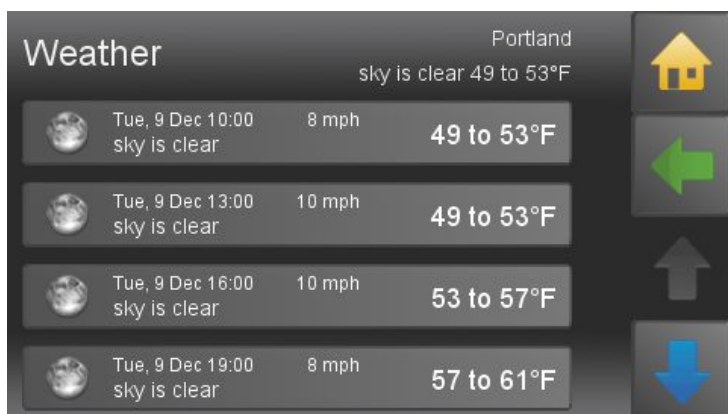 Weather
Portland
sky is clear 49 to 53°F
Tue, 9 Dec 10:00 8 mph 49 to 53°F
sky is clear
Tue, 9 Dec 13:00 10 mph 49 to 53°F
sky is clear
Tue, 9 Dec 16:00 10 mph 53 to 57°F
sky is clear
Tue, 9 Dec 19:00 8 mph 57 to 61°F
sky is clear